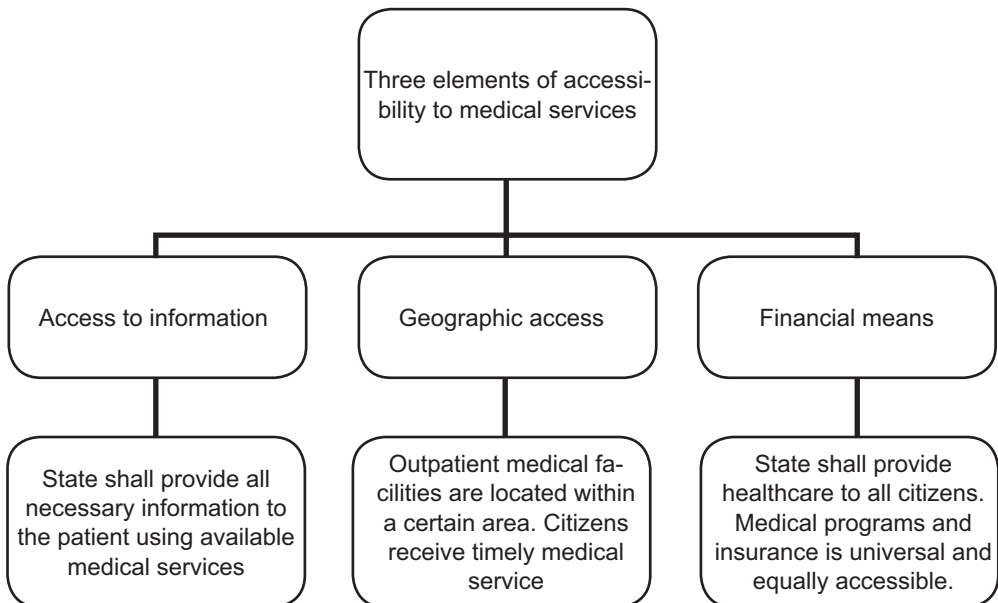 Three elements of accessi-
bility to medical services
Access to information
Geographic access
Financial means
State shall provide all
necessary information to
the patient using available
medical services
Outpatient medical fa-
cilities are located within
a certain area. Citizens
receive timely medical
service
State shall provide
healthcare to all citizens.
Medical programs and
insurance is universal and
equally accessible.